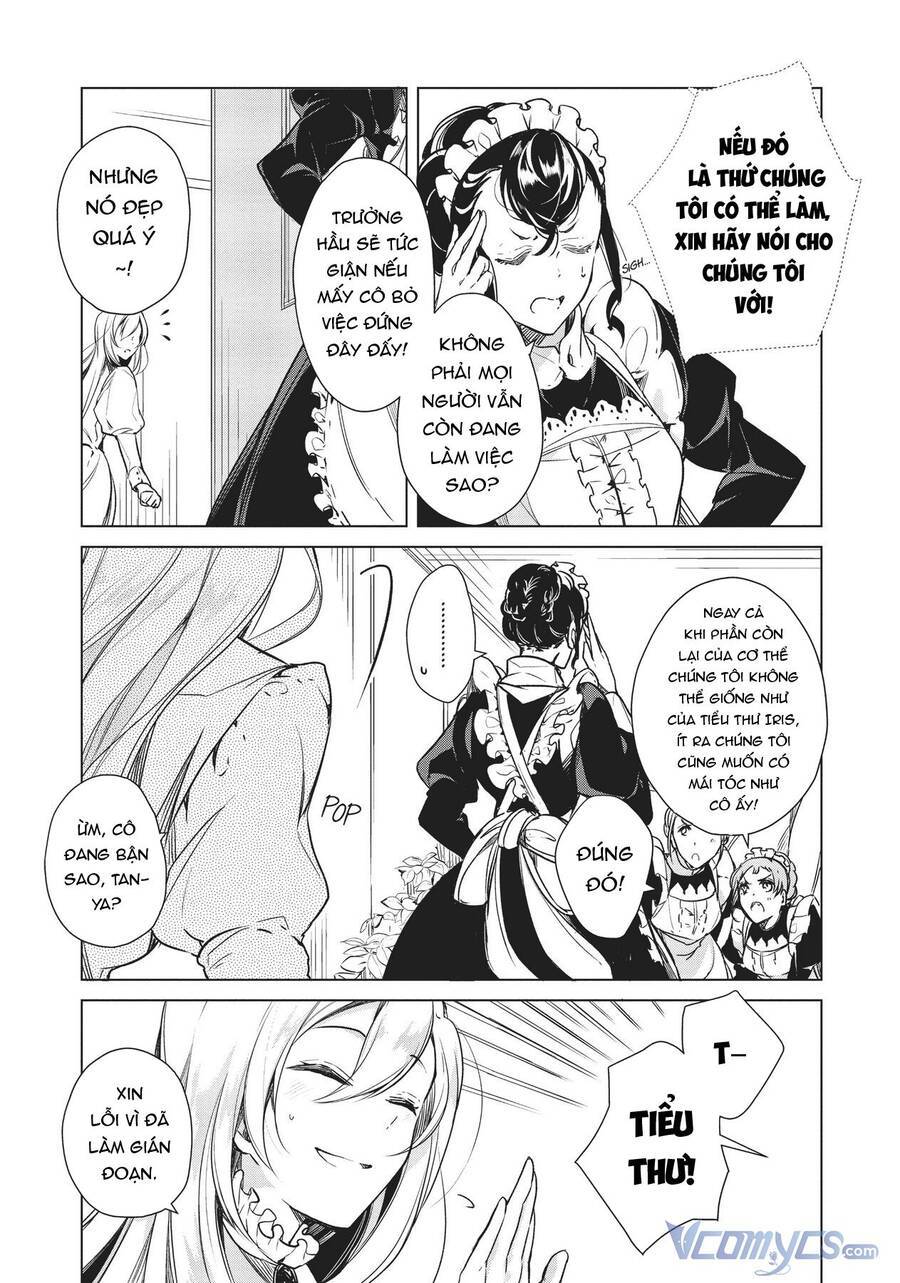 NẾU ĐÓ
LÀ THỨ CHÚNG
TÔI CÓ THỂ LÀM,
XIN HÃY NÓI CHO
CHÚNG TÔI
VỚI!
SIGH...
KHÔNG
PHẢI MỌI
NGƯỜI VẪN
CÒN ĐANG
LÀM VIỆC
SAO?
TRƯỞNG
HẦU SẼ TỨC
GIẬN NẾU
MẤY CÔ BỎ
VIỆC ĐỨNG
ĐÂY ĐẤY!
NHƯNG
NÓ ĐẸP
QUÁ Ý
~!
NGAY CẢ
KHI PHẦN CÒN
LẠI CỦA CƠ THỂ
CHÚNG TÔI KHÔNG
THỂ GIỐNG NHƯ
CỦA TIỂU THƯ IRIS,
ÍT RA CHÚNG TÔI
CŨNG MUỐN CÓ
MÁI TÓC NHƯ
CÔ ẤY!
ĐÚNG
ĐÓ!
.........
POP
ỪM, CÔ
ĐANG BẬN
SAO, TAN-
YA?
T-
TIỂU
THƯ!
XIN
LỖI VÌ ĐÃ
LÀM GIÁN
ĐOẠN.
VCOMYCS.com